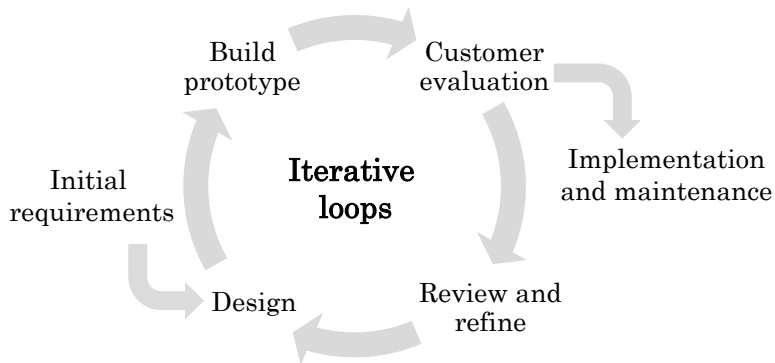 Build
prototype
Customer
evaluation
Implementation
and maintenance
Iterative
loops
Initial
requirements
Design
Review and
refine